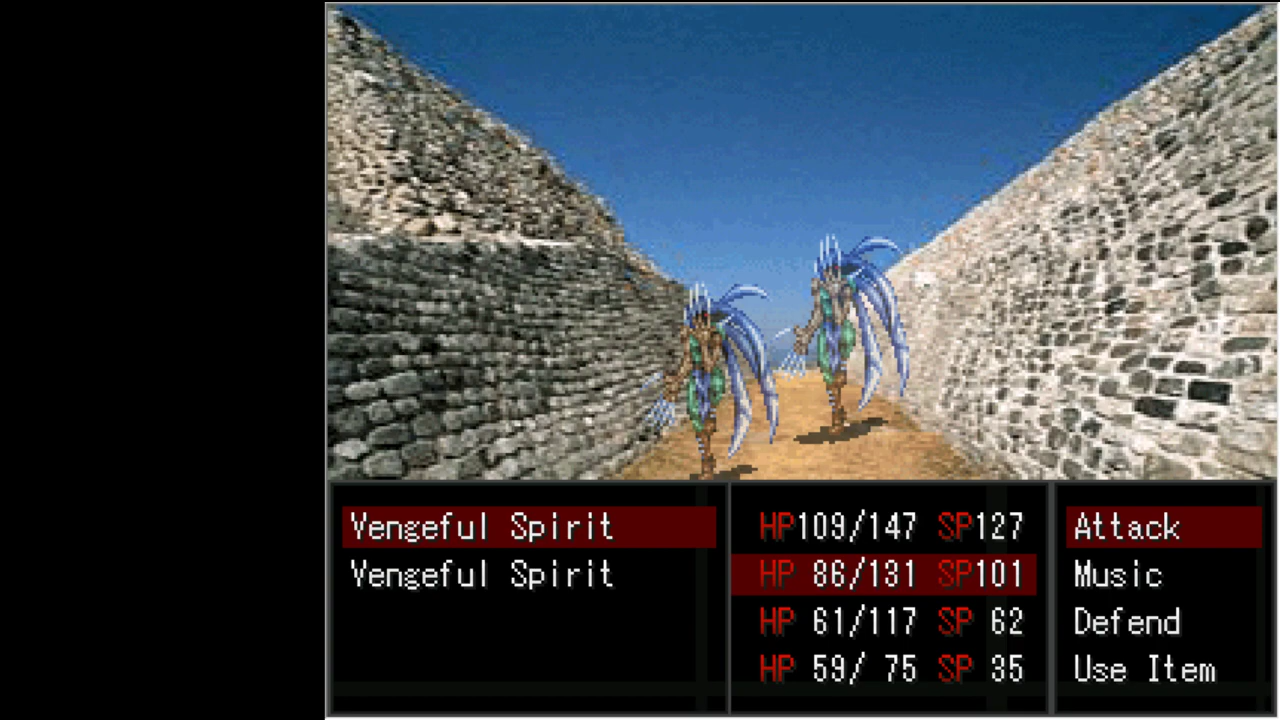 Vengeful Spirit
Vengeful Spirit
HP109/147 SP127
HP 86/131 SP101
HP 61/117 SP 62
HP 59/ 75 SP 35
Attack
Music
Defend
Use Item